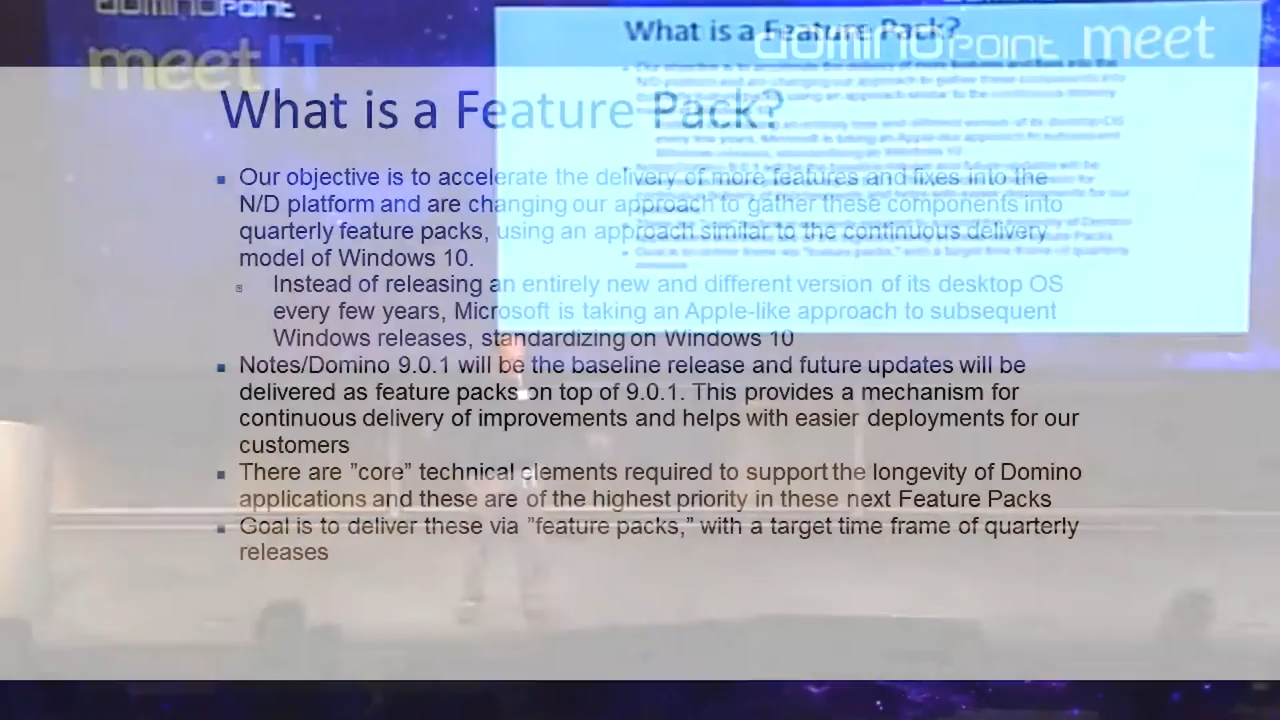 dominopoint
meetIT
What is a Feature Pack?
dominopoint meet
What is a Feature Pack?
Our objective is to accelerate the delivery of more features and fixes into the
N/D platform and are changing our approach to gather these components into
quarterly feature packs, using an approach similar to the continuous delivery
model of Windows 10.
Instead of releasing an entirely new and different version of its desktop OS
every few years, Microsoft is taking an Apple-like approach to subsequent
Windows releases, standardizing on Windows 10
Notes/Domino 9.0.1 will be the baseline release and future updates will be
delivered as feature packs on top of 9.0.1. This provides a mechanism for
continuous delivery of improvements and helps with easier deployments for our
customers
There are ”core” technical elements required to support the longevity of Domino
applications and these are of the highest priority in these next Feature Packs
Goal is to deliver these via ”feature packs,” with a target time frame of quarterly
releases